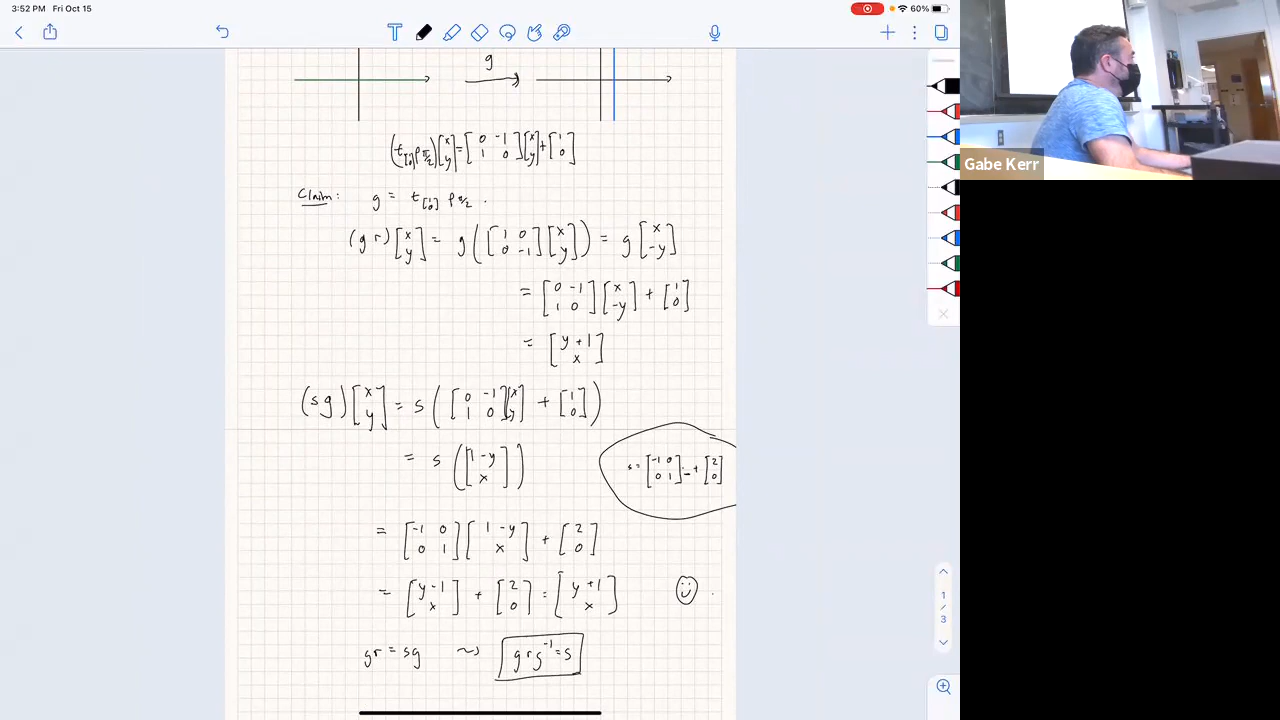 3:52 PM Fri Oct 15
60%
Gabe Kerr
g
(t_[1 0] ρ_π/2)[x y] = [0 -1; 1 0][x y] + [1 0]
Claim: g = t_[1 0] ρ_π/2.
(g r)[x y] = g([1 0; 0 -1][x y]) = g[x -y]
= [0 -1; 1 0][x -y] + [1 0]
= [y+1 x]
(s g)[x y] = s([0 -1; 1 0][x y] + [1 0])
= s([1-y x])
s = [-1 0; 0 1] + [2 0]
= [-1 0; 0 1][1-y x] + [2 0]
= [y-1 x] + [2 0] = [y+1 x]
gr = sg ⇝ g r g⁻¹ = s
1
/
3